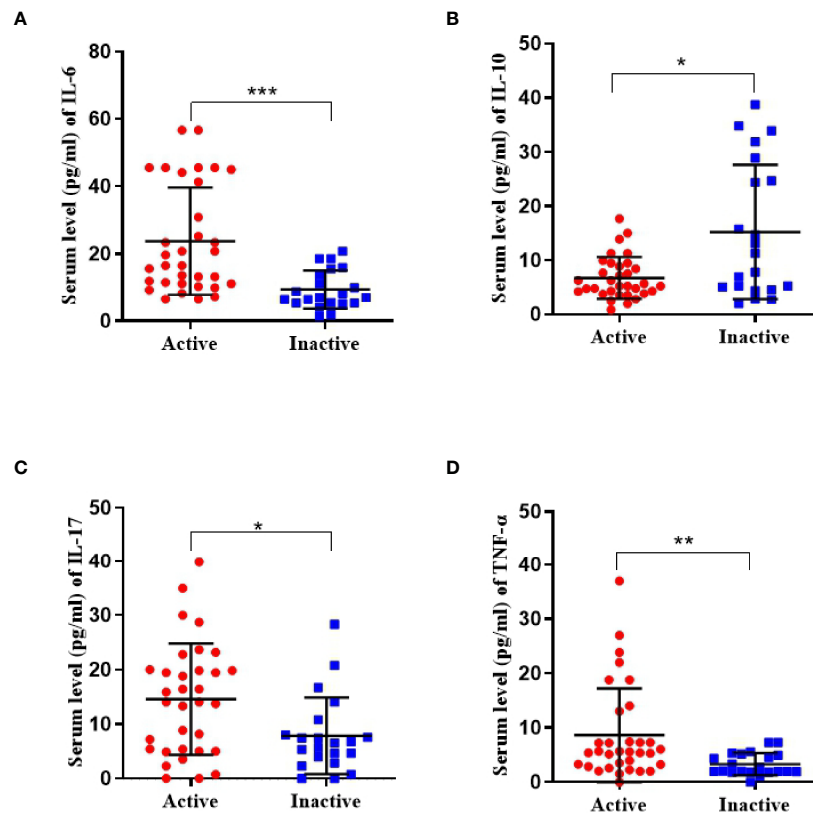 A
Serum level (pg/ml) of IL-6
80
60
40
20
0
***
Active
Inactive
B
Serum level (pg/ml) of IL-10
50
40
30
20
10
0
*
Active
Inactive
C
Serum level (pg/ml) of IL-17
50
40
30
20
10
0
*
Active
Inactive
D
Serum level (pg/ml) of TNF-α
50
40
30
20
10
0
**
Active
Inactive